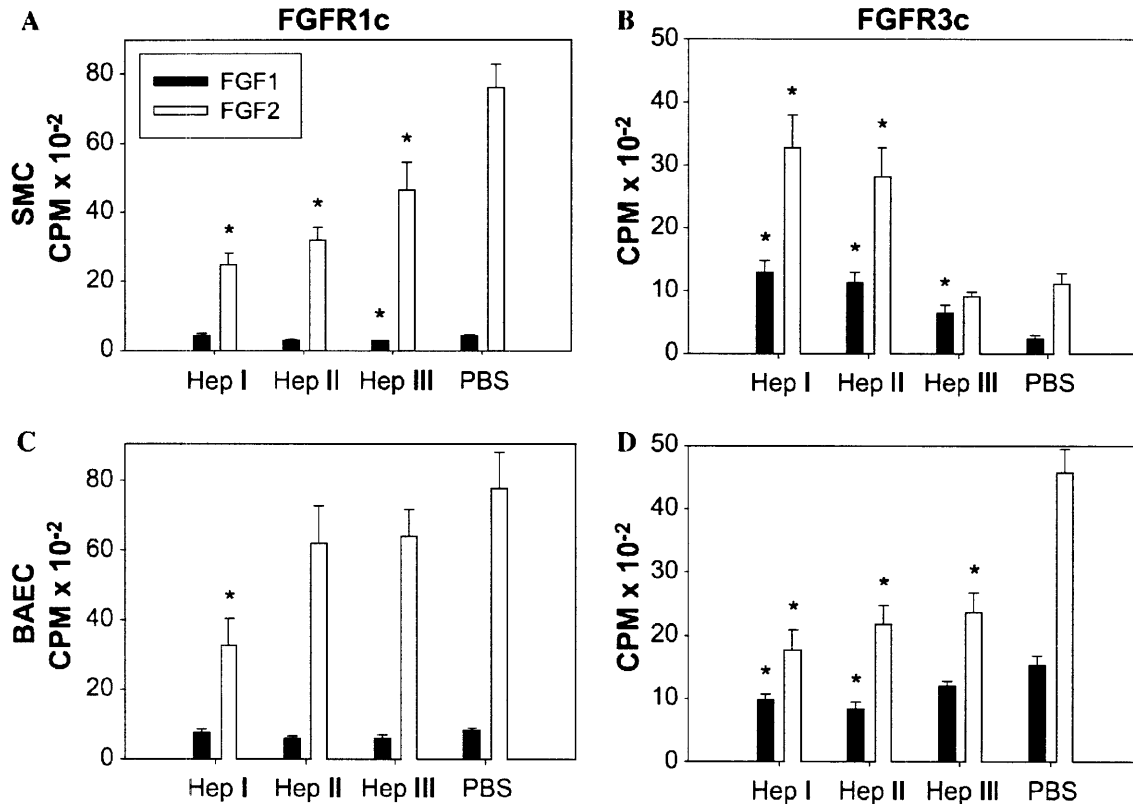 A
FGFR1c
FGF1
FGF2
SMC
CPM x 10-2
80
60
40
20
0
*
*
*
*
Hep I Hep II Hep III PBS
B
FGFR3c
CPM x 10-2
50
40
30
20
10
0
*
*
*
*
*
Hep I Hep II Hep III PBS
C
BAEC
CPM x 10-2
80
60
40
20
0
*
Hep I Hep II Hep III PBS
D
CPM x 10-2
50
40
30
20
10
0
*
*
*
*
*
Hep I Hep II Hep III PBS